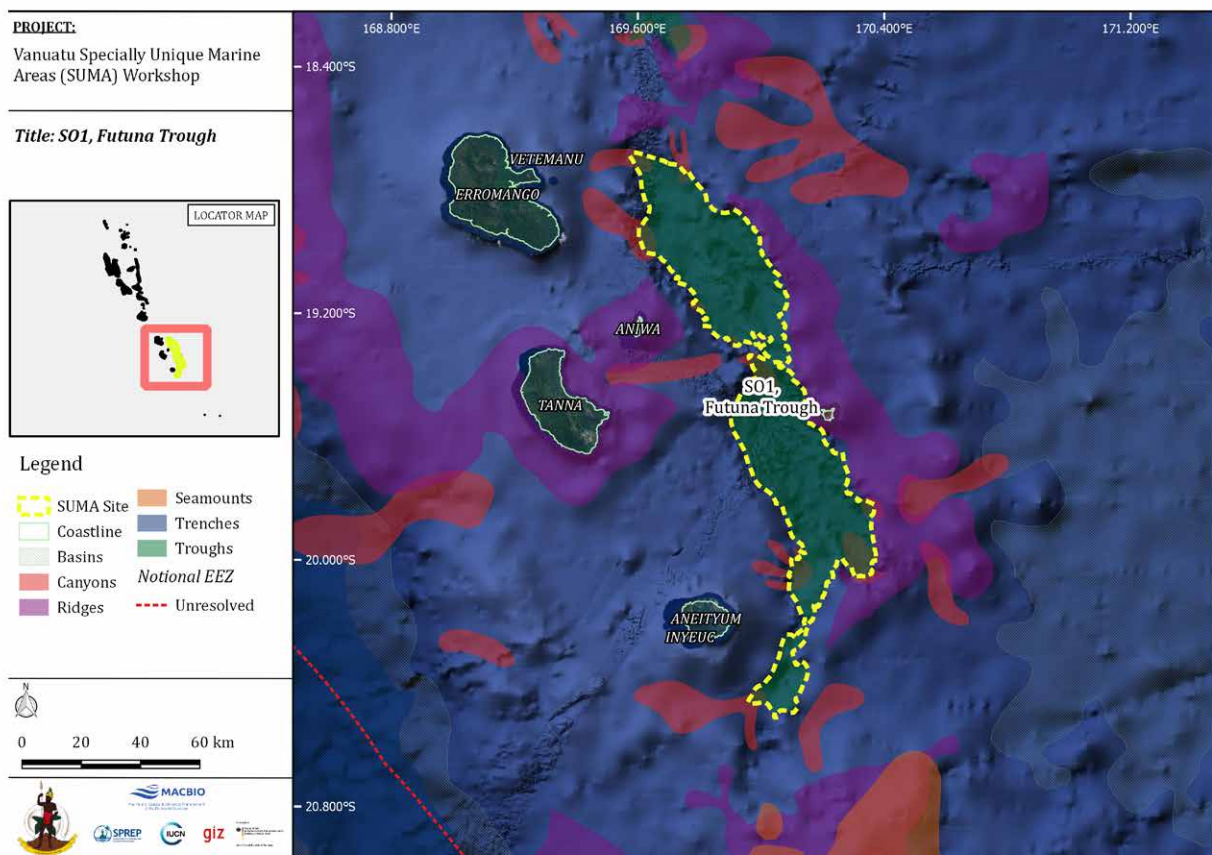 PROJECT:
Vanuatu Specially Unique Marine
Areas (SUMA) Workshop
Title: SO1, Futuna Trough
LOCATOR MAP
Legend
SUMA Site
Coastline
Basins
Canyons
Ridges
Seamounts
Trenches
Troughs
Notional EEZ
Unresolved
N
0 20 40 60 km
MACBIO
SPREP
IUCN
giz
168.800°E 169.600°E 170.400°E 171.200°E
18.400°S
19.200°S
20.000°S
20.800°S
VETEMANU
ERROMANGO
ANIWA
TANNA
SO1,
Futuna Trough
ANEITYUM
INYEUC